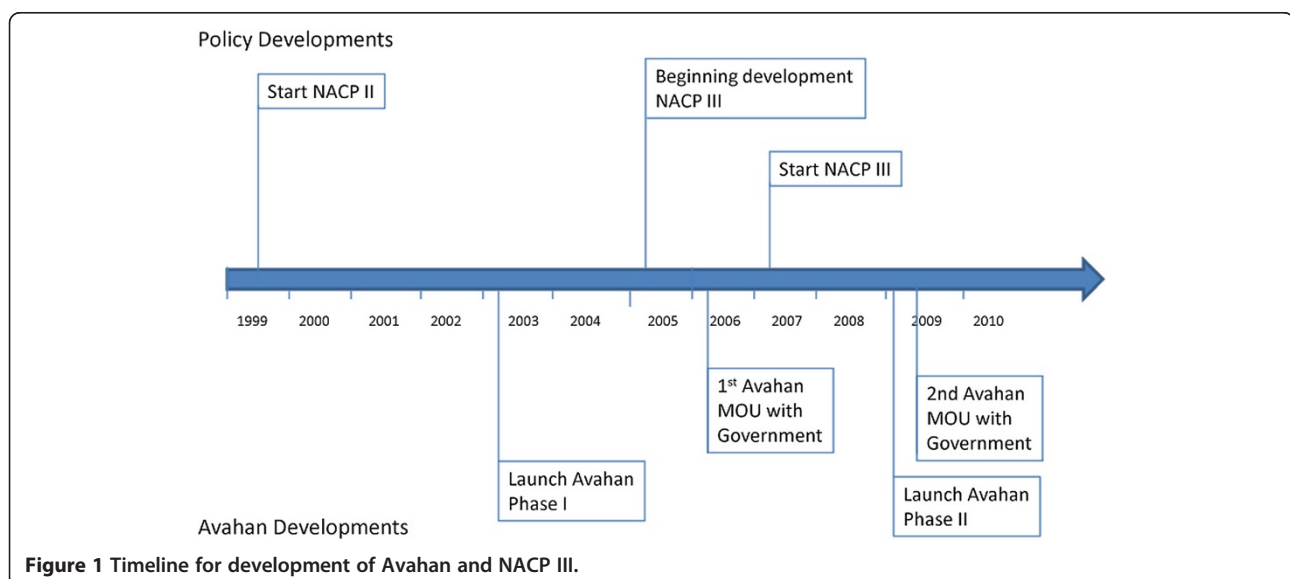 Policy Developments
Start NACP II
Beginning development
NACP III
Start NACP III
1999 2000 2001 2002 2003 2004 2005 2006 2007 2008 2009 2010
1st Avahan
MOU with
Government
2nd Avahan
MOU with
Government
Launch Avahan
Phase I
Launch Avahan
Phase II
Avahan Developments
Figure 1 Timeline for development of Avahan and NACP III.